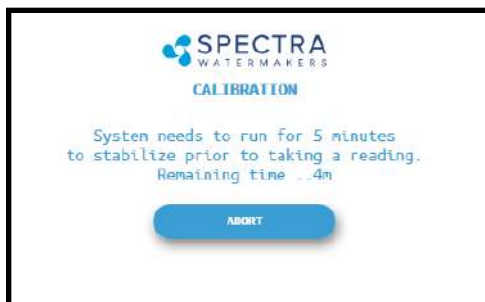 SPECTRA
WATERMAKERS
CALIBRATION
System needs to run for 5 minutes
to stabilize prior to taking a reading.
Remaining time ..4m
ABORT